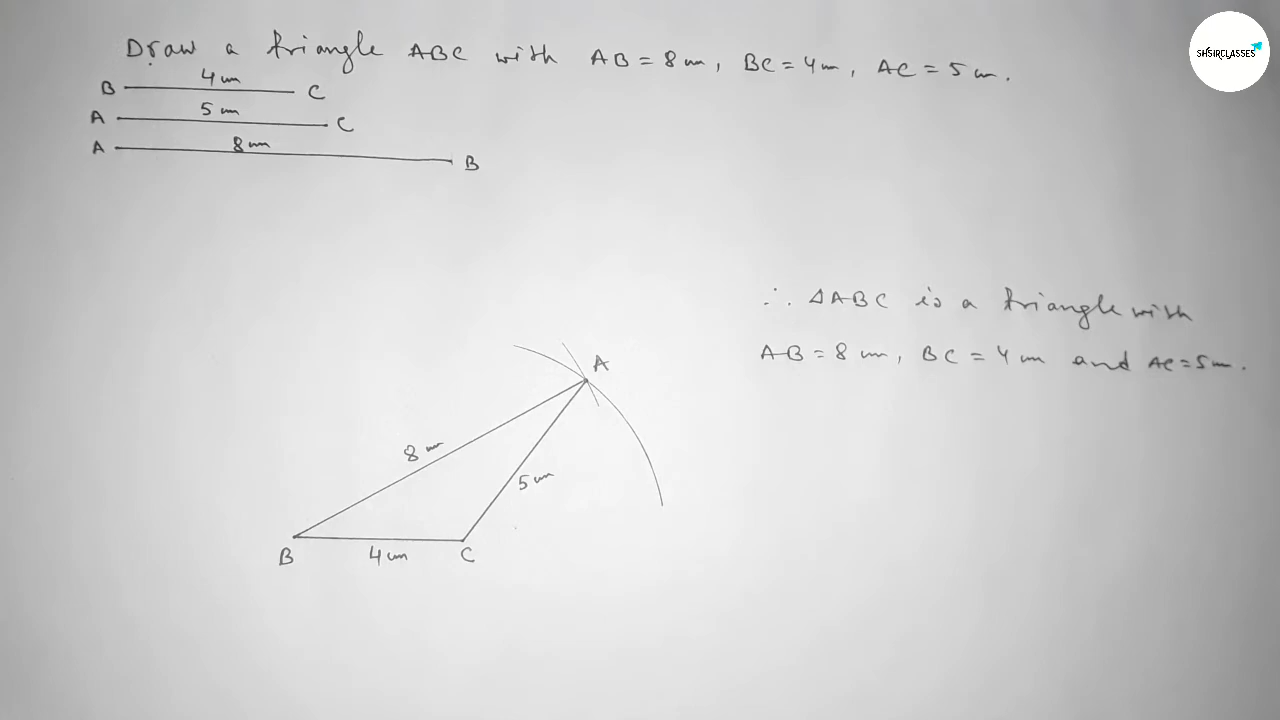 Draw a triangle ABC with AB = 8 cm, BC = 4 cm, AC = 5 cm.
SHSIRCLASSES
B 4 cm C
A 5 cm C
A 8 cm B
∴ △ABC is a triangle with
AB = 8 cm, BC = 4 cm and AC = 5 cm.
A
8 cm
5 cm
B 4 cm C